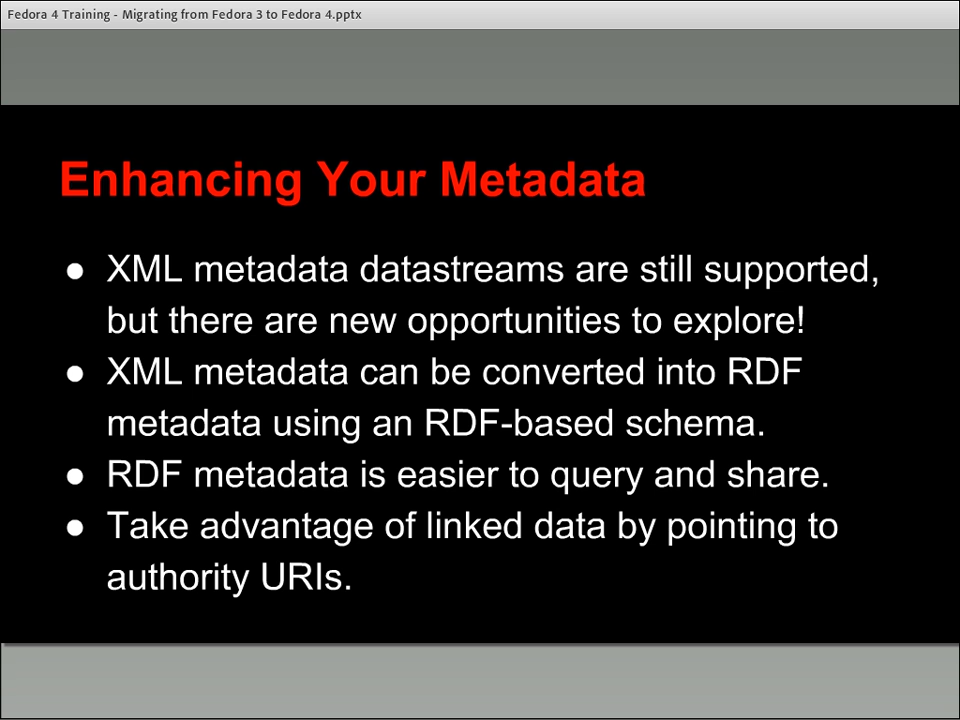 Fedora 4 Training - Migrating from Fedora 3 to Fedora 4.pptx
Enhancing Your Metadata
● XML metadata datastreams are still supported,
but there are new opportunities to explore!
● XML metadata can be converted into RDF
metadata using an RDF-based schema.
● RDF metadata is easier to query and share.
● Take advantage of linked data by pointing to
authority URIs.